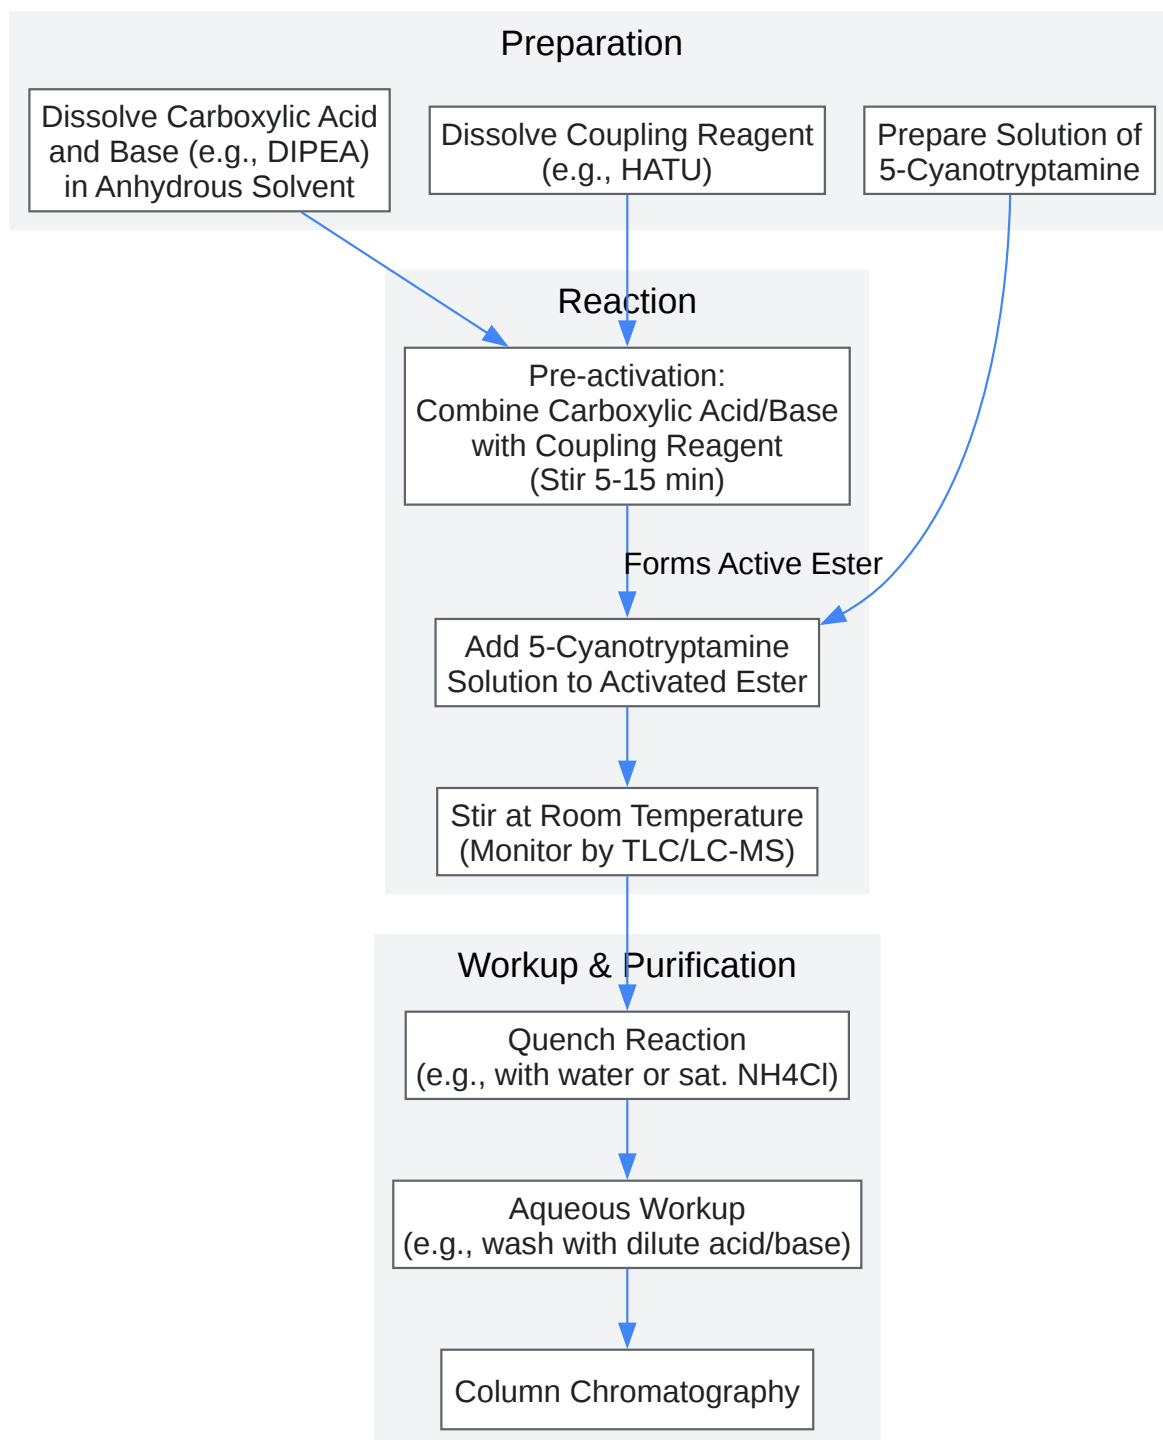 Preparation
Dissolve Carboxylic Acid
and Base (e.g., DIPEA)
in Anhydrous Solvent
Dissolve Coupling Reagent
(e.g., HATU)
Prepare Solution of
5-Cyanotryptamine
Reaction
Pre-activation:
Combine Carboxylic Acid/Base
with Coupling Reagent
(Stir 5-15 min)
Forms Active Ester
Add 5-Cyanotryptamine
Solution to Activated Ester
Stir at Room Temperature
(Monitor by TLC/LC-MS)
Workup & Purification
Quench Reaction
(e.g., with water or sat. NH4Cl)
Aqueous Workup
(e.g., wash with dilute acid/base)
Column Chromatography